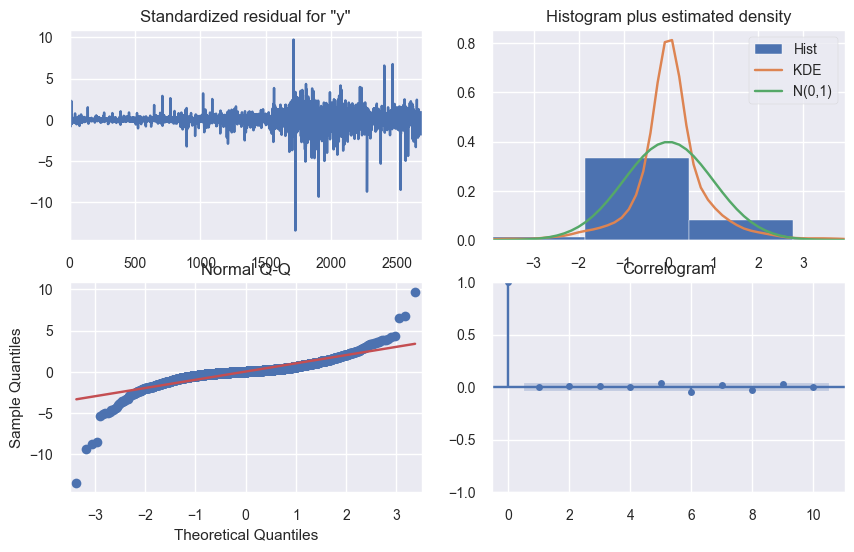 Standardized residual for "y"
10
5
0
−5
−10
0 500 1000 1500 2000 2500
Histogram plus estimated density
Hist
KDE
N(0,1)
0.8
0.6
0.4
0.2
0.0
−3 −2 −1 0 1 2 3
Normal Q-Q
Sample Quantiles
10
5
0
−5
−10
−3 −2 −1 0 1 2 3
Theoretical Quantiles
Correlogram
1.0
0.5
0.0
−0.5
−1.0
0 2 4 6 8 10